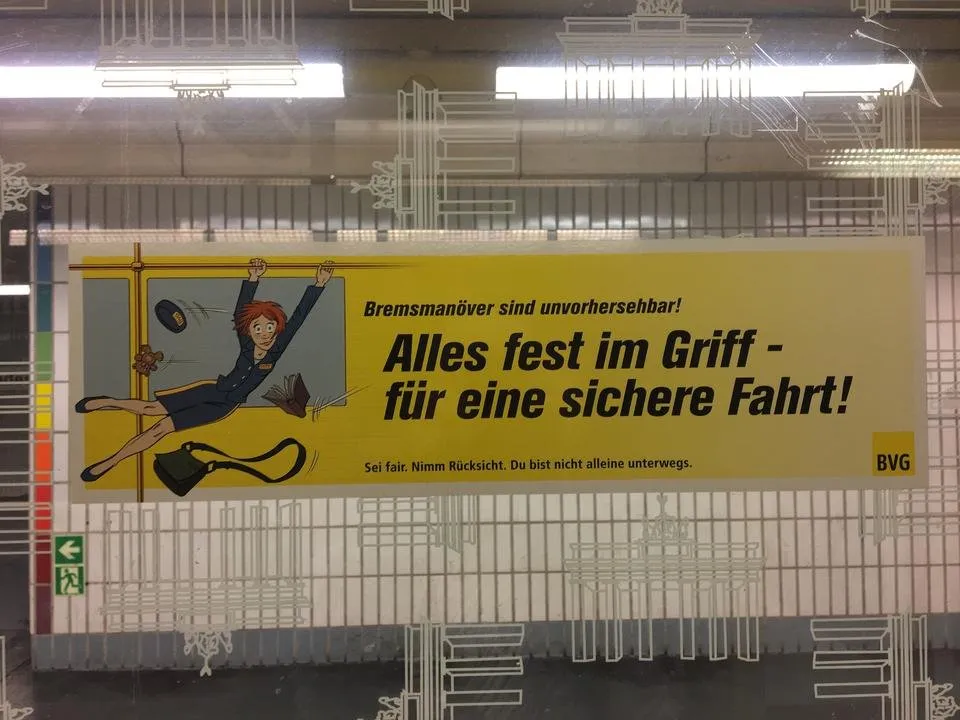 Bremsmanöver sind unvorhersehbar!
Alles fest im Griff -
für eine sichere Fahrt!
Sei fair. Nimm Rücksicht. Du bist nicht alleine unterwegs.
BVG